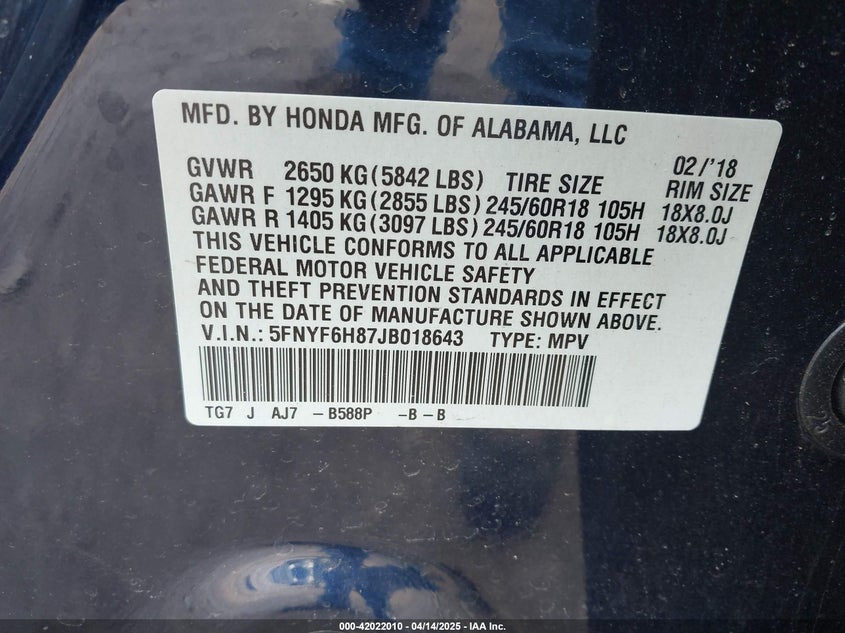 MFD. BY HONDA MFG. OF ALABAMA, LLC
02/'18
GVWR 2650 KG(5842 LBS) TIRE SIZE RIM SIZE
GAWR F 1295 KG(2855 LBS)245/60R18 105H 18X8.0J
GAWR R 1405 KG(3097 LBS)245/60R18 105H 18X8.0J
THIS VEHICLE CONFORMS TO ALL APPLICABLE
FEDERAL MOTOR VEHICLE SAFETY
AND THEFT PREVENTION STANDARDS IN EFFECT
ON THE DATE OF MANUFACTURE SHOWN ABOVE.
V.I.N.: 5FNYF6H87JB018643 TYPE: MPV
TG7 J AJ7 -B588P -B-B
000-42022010 - 04/14/2025 - IAA Inc.